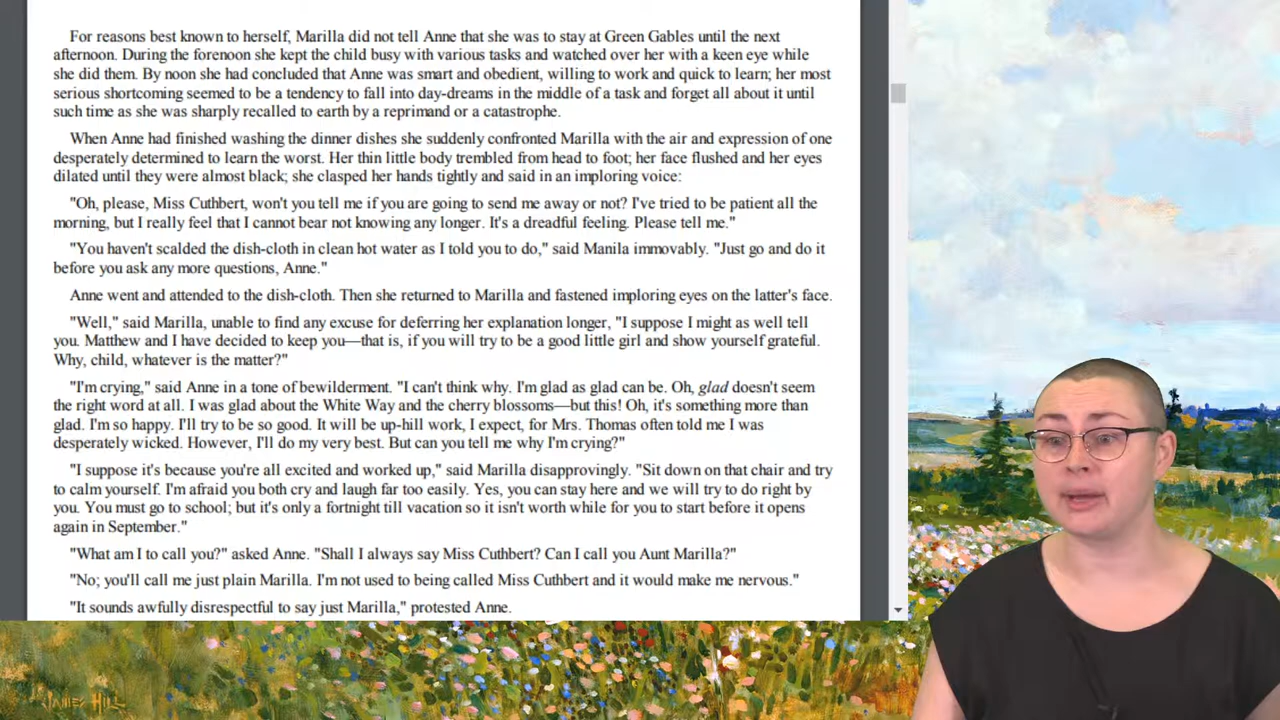 For reasons best known to herself, Marilla did not tell Anne that she was to stay at Green Gables until the next
afternoon. During the forenoon she kept the child busy with various tasks and watched over her with a keen eye while
she did them. By noon she had concluded that Anne was smart and obedient, willing to work and quick to learn; her most
serious shortcoming seemed to be a tendency to fall into day-dreams in the middle of a task and forget all about it until
such time as she was sharply recalled to earth by a reprimand or a catastrophe.
When Anne had finished washing the dinner dishes she suddenly confronted Marilla with the air and expression of one
desperately determined to learn the worst. Her thin little body trembled from head to foot; her face flushed and her eyes
dilated until they were almost black; she clasped her hands tightly and said in an imploring voice:
"Oh, please, Miss Cuthbert, won't you tell me if you are going to send me away or not? I've tried to be patient all the
morning, but I really feel that I cannot bear not knowing any longer. It's a dreadful feeling. Please tell me."
"You haven't scalded the dish-cloth in clean hot water as I told you to do," said Manila immovably. "Just go and do it
before you ask any more questions, Anne."
Anne went and attended to the dish-cloth. Then she returned to Marilla and fastened imploring eyes on the latter's face.
"Well," said Marilla, unable to find any excuse for deferring her explanation longer, "I suppose I might as well tell
you. Matthew and I have decided to keep you—that is, if you will try to be a good little girl and show yourself grateful.
Why, child, whatever is the matter?"
"I'm crying," said Anne in a tone of bewilderment. "I can't think why. I'm glad as glad can be. Oh, glad doesn't seem
the right word at all. I was glad about the White Way and the cherry blossoms—but this! Oh, it's something more than
glad. I'm so happy. I'll try to be so good. It will be up-hill work, I expect, for Mrs. Thomas often told me I was
desperately wicked. However, I'll do my very best. But can you tell me why I'm crying?"
"I suppose it's because you're all excited and worked up," said Marilla disapprovingly. "Sit down on that chair and try
to calm yourself. I'm afraid you both cry and laugh far too easily. Yes, you can stay here and we will try to do right by
you. You must go to school; but it's only a fortnight till vacation so it isn't worth while for you to start before it opens
again in September."
"What am I to call you?" asked Anne. "Shall I always say Miss Cuthbert? Can I call you Aunt Marilla?"
"No; you'll call me just plain Marilla. I'm not used to being called Miss Cuthbert and it would make me nervous."
"It sounds awfully disrespectful to say just Marilla," protested Anne.
JAMES HILL